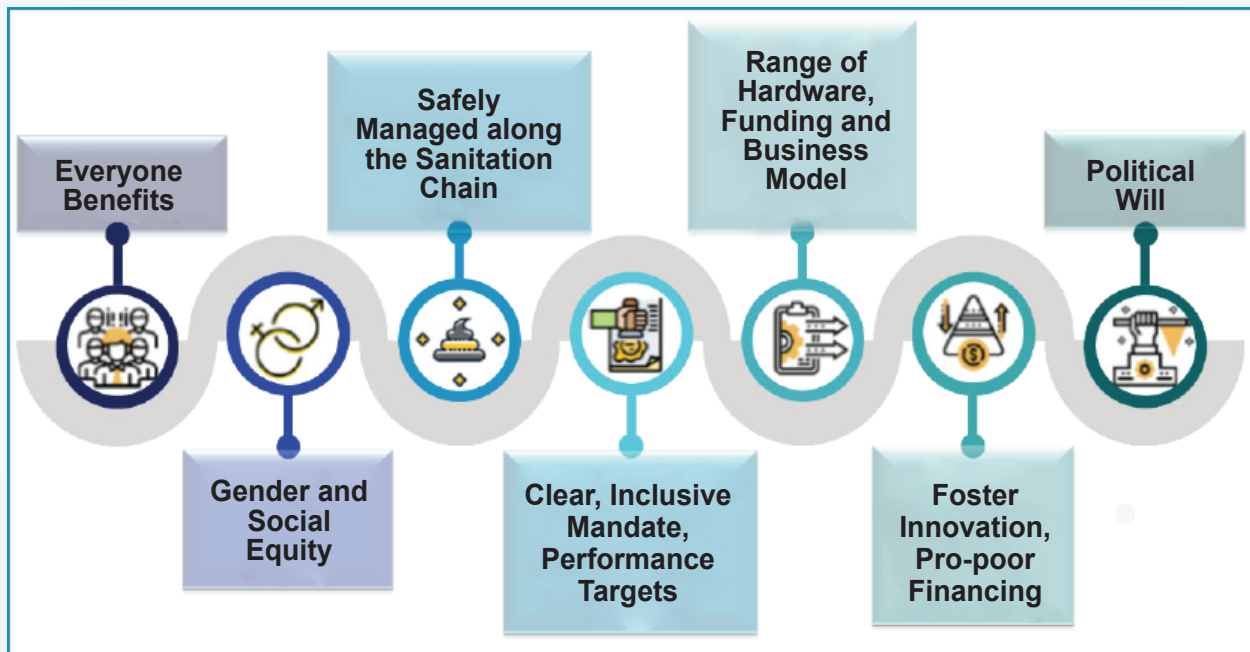 Everyone
Benefits
Gender and
Social
Equity
Safely
Managed along
the Sanitation
Chain
Clear, Inclusive
Mandate,
Performance
Targets
Range of
Hardware,
Funding and
Business
Model
Foster
Innovation,
Pro-poor
Financing
Political
Will